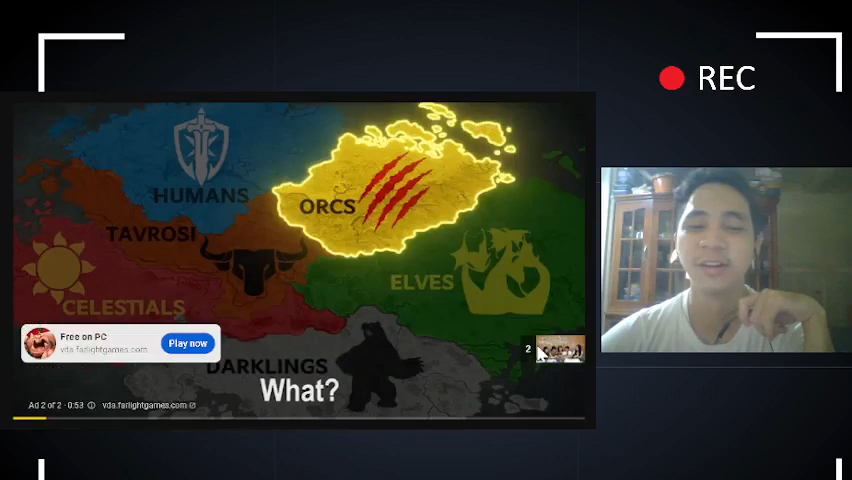 REC
HUMANS
ORCS
TAVROSI
ELVES
CELESTIALS
Free on PC
vda.farlightgames.com
Play now
2
DARKLINGS
What?
Ad 2 of 2 · 0:53
vda.farlightgames.com